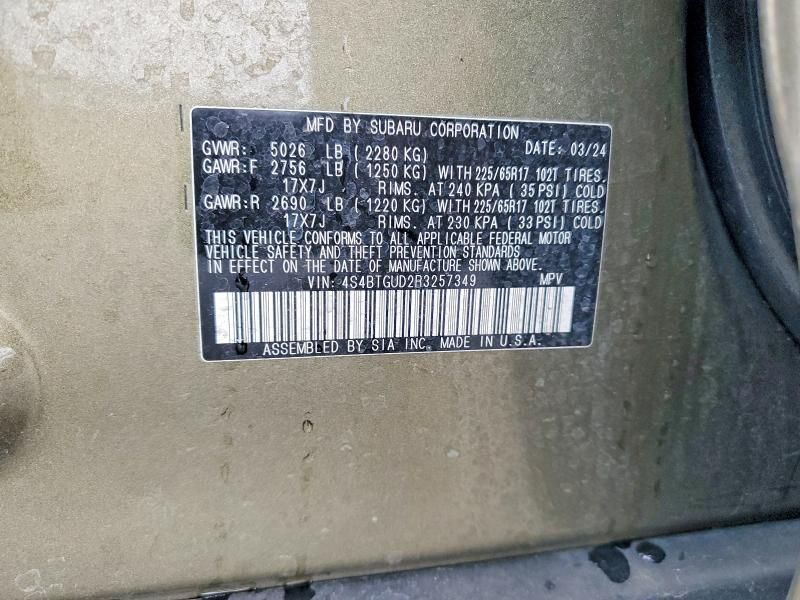 MFD BY SUBARU CORPORATION
GVWR: 5026 LB ( 2280 KG) DATE: 03/24
GAWR:F 2756 LB ( 1250 KG) WITH 225/65R17 102T TIRES.
17X7J RIMS. AT 240 KPA ( 35 PSI) COLD
GAWR:R 2690 LB ( 1220 KG) WITH 225/65R17 102T TIRES.
17X7J RIMS. AT 230 KPA ( 33 PSI) COLD
THIS VEHICLE CONFORMS TO ALL APPLICABLE FEDERAL MOTOR
VEHICLE SAFETY AND THEFT PREVENTION STANDARDS
IN EFFECT ON THE DATE OF MANUFACTURE SHOWN ABOVE.
VIN: 4S4BTGUD2R3257349 MPV
ASSEMBLED BY SIA INC. MADE IN U.S.A.